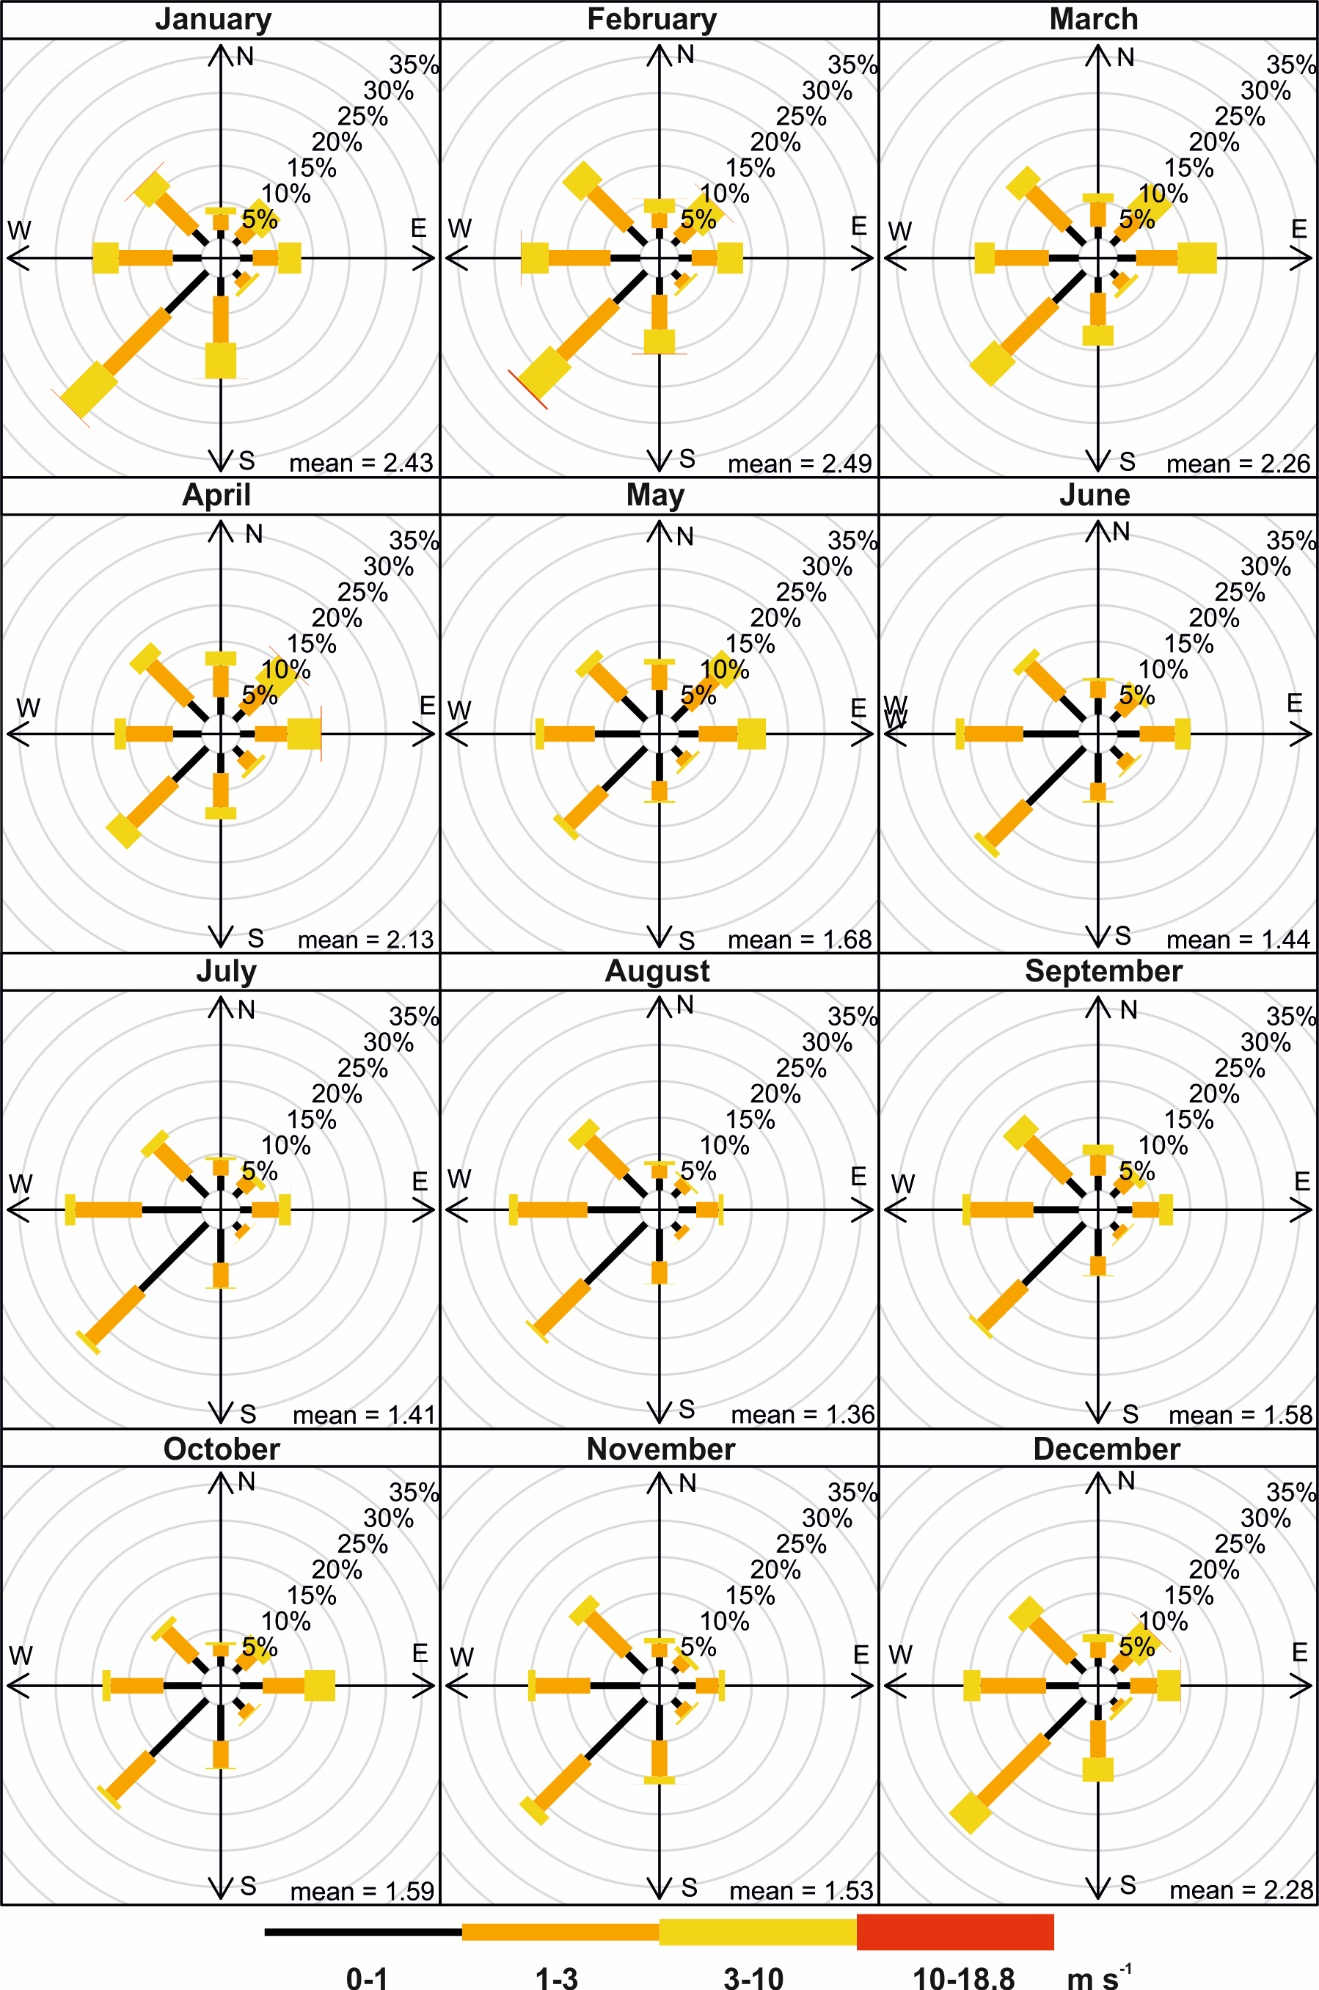 January February March
N 35% N 35% N 35%
30% 30% 30%
25% 25% 25%
20% 20% 20%
15% 15% 15%
10% 10% 10%
5% 5% 5%
W E W E W E
S mean = 2.43 S mean = 2.49 S mean = 2.26
April May June
N 35% N 35% N 35%
30% 30% 30%
25% 25% 25%
20% 20% 20%
15% 15% 15%
10% 10% 10%
5% 5% 5%
W E W E W E
W
S mean = 2.13 S mean = 1.68 S mean = 1.44
July August September
N 35% N 35% N 35%
30% 30% 30%
25% 25% 25%
20% 20% 20%
15% 15% 15%
10% 10% 10%
5% 5% 5%
W E W E W E
S mean = 1.41 S mean = 1.36 S mean = 1.58
October November December
N 35% N 35% N 35%
30% 30% 30%
25% 25% 25%
20% 20% 20%
15% 15% 15%
10% 10% 10%
5% 5% 5%
W E W E W E
S mean = 1.59 S mean = 1.53 S mean = 2.28
0-1 1-3 3-10 10-18.8 m s⁻¹